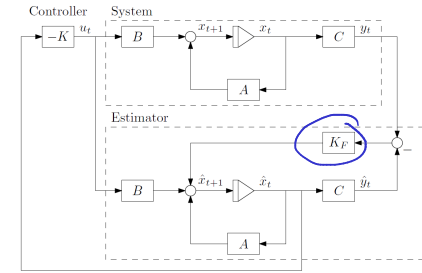 Controller System
−K u_t B x_{t+1} x_t C y_t
A
Estimator
K_F
−
B x̂_{t+1} x̂_t C ŷ_t
A